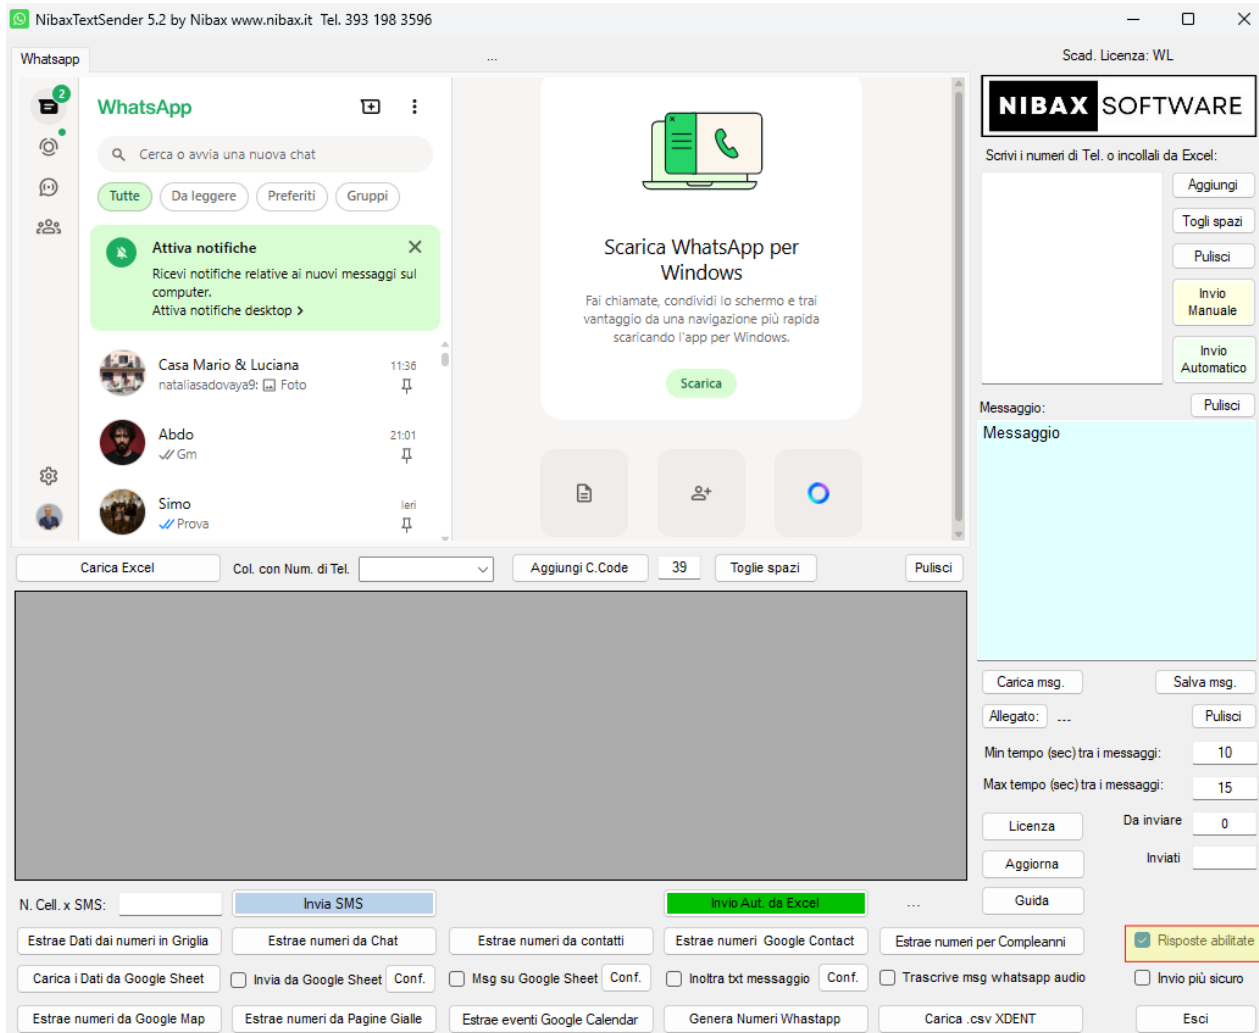 NibaxTextSender 5.2 by Nibax www.nibax.it  Tel. 393 198 3596
Whatsapp
...
Scad. Licenza: WL
2
WhatsApp
Cerca o avvia una nuova chat
Tutte
Da leggere
Preferiti
Gruppi
Attiva notifiche
Ricevi notifiche relative ai nuovi messaggi sul
computer.
Attiva notifiche desktop >
Casa Mario & Luciana
11:36
nataliasadovaya9: Foto
Abdo
21:01
Gm
Simo
Ieri
Prova
Scarica WhatsApp per
Windows
Fai chiamate, condividi lo schermo e trai
vantaggio da una navigazione più rapida
scaricando l'app per Windows.
Scarica
NIBAX SOFTWARE
Scrivi i numeri di Tel. o incollali da Excel:
Aggiungi
Togli spazi
Pulisci
Invio
Manuale
Invio
Automatico
Messaggio:
Pulisci
Messaggio
Carica Excel
Col. con Num. di Tel.
Aggiungi C.Code
39
Toglie spazi
Pulisci
Carica msg.
Salva msg.
Allegato:
...
Pulisci
Min tempo (sec) tra i messaggi:
10
Max tempo (sec) tra i messaggi:
15
Licenza
Da inviare
0
Aggiorna
Inviati
Guida
N. Cell. x SMS:
Invia SMS
Invio Aut. da Excel
...
Estrae Dati dai numeri in Griglia
Estrae numeri da Chat
Estrae numeri da contatti
Estrae numeri  Google Contact
Estrae numeri per Compleanni
Risposte abilitate
Carica i Dati da Google Sheet
Invia da Google Sheet
Conf.
Msg su Google Sheet
Conf.
Inoltra txt messaggio
Conf.
Trascrive msg whatsapp audio
Invio più sicuro
Estrae numeri da Google Map
Estrae numeri da Pagine Gialle
Estrae eventi Google Calendar
Genera Numeri Whastapp
Carica .csv XDENT
Esci